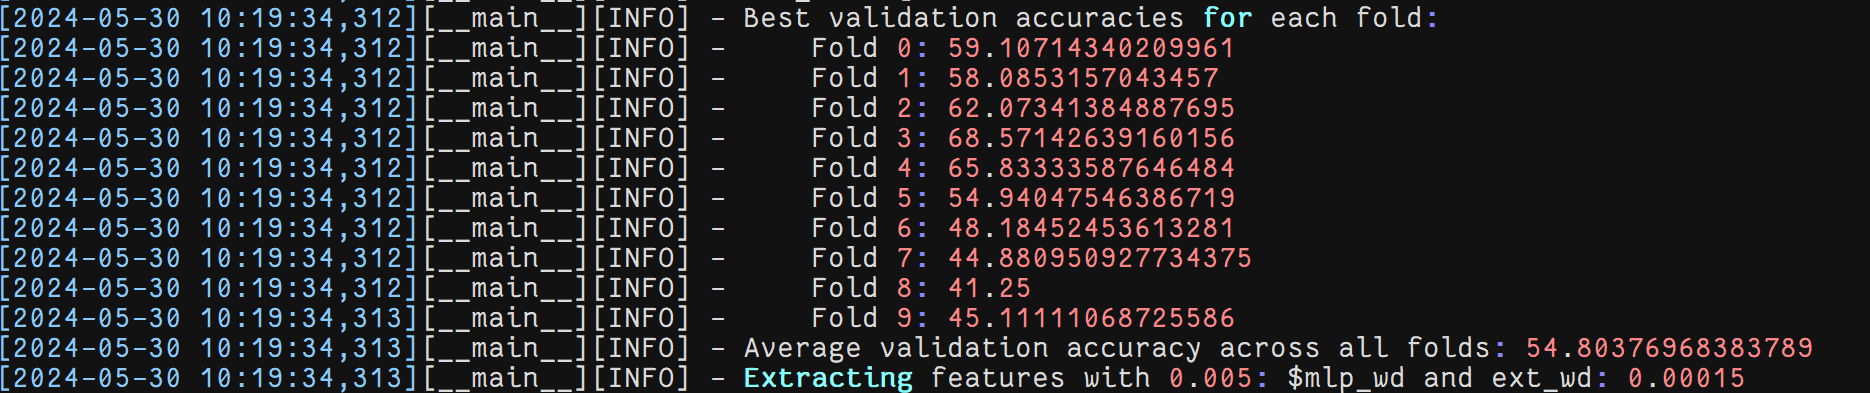 [2024-05-30 10:19:34,312][__main__][INFO] - Best validation accuracies for each fold:
[2024-05-30 10:19:34,312][__main__][INFO] -     Fold 0: 59.10714340209961
[2024-05-30 10:19:34,312][__main__][INFO] -     Fold 1: 58.0853157043457
[2024-05-30 10:19:34,312][__main__][INFO] -     Fold 2: 62.07341384887695
[2024-05-30 10:19:34,312][__main__][INFO] -     Fold 3: 68.57142639160156
[2024-05-30 10:19:34,312][__main__][INFO] -     Fold 4: 65.83333587646484
[2024-05-30 10:19:34,312][__main__][INFO] -     Fold 5: 54.94047546386719
[2024-05-30 10:19:34,312][__main__][INFO] -     Fold 6: 48.18452453613281
[2024-05-30 10:19:34,312][__main__][INFO] -     Fold 7: 44.880950927734375
[2024-05-30 10:19:34,312][__main__][INFO] -     Fold 8: 41.25
[2024-05-30 10:19:34,313][__main__][INFO] -     Fold 9: 45.11111068725586
[2024-05-30 10:19:34,313][__main__][INFO] - Average validation accuracy across all folds: 54.80376968383789
[2024-05-30 10:19:34,313][__main__][INFO] - Extracting features with 0.005: $mlp_wd and ext_wd: 0.00015